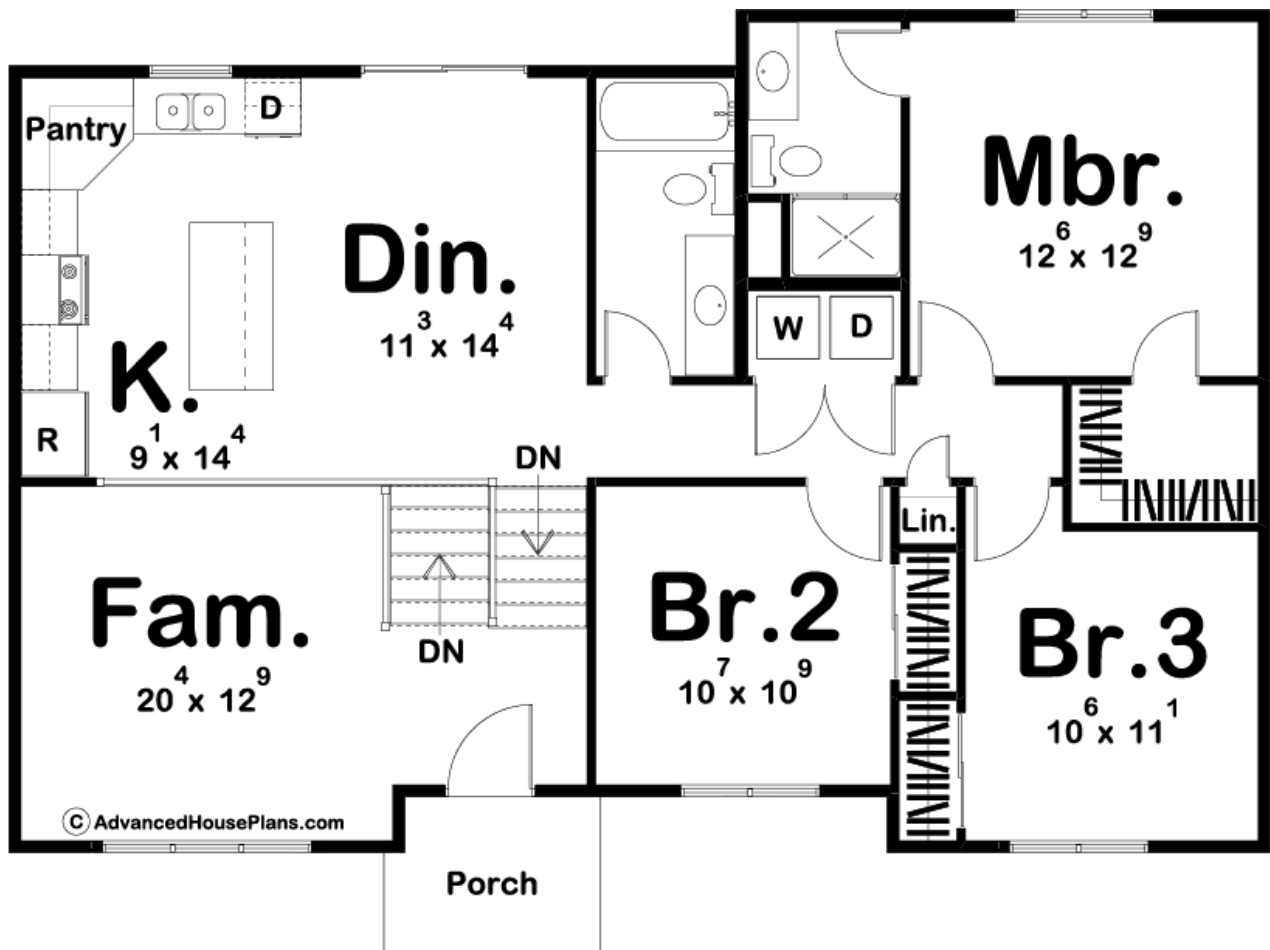 Pantry
D
Mbr.
12⁶ x 12⁹
Din.
11³ x 14⁴
W
D
K.
9¹ x 14⁴
R
DN
Lin.
Fam.
20⁴ x 12⁹
DN
Br.2
10⁷ x 10⁹
Br.3
10⁶ x 11¹
© AdvancedHousePlans.com
Porch